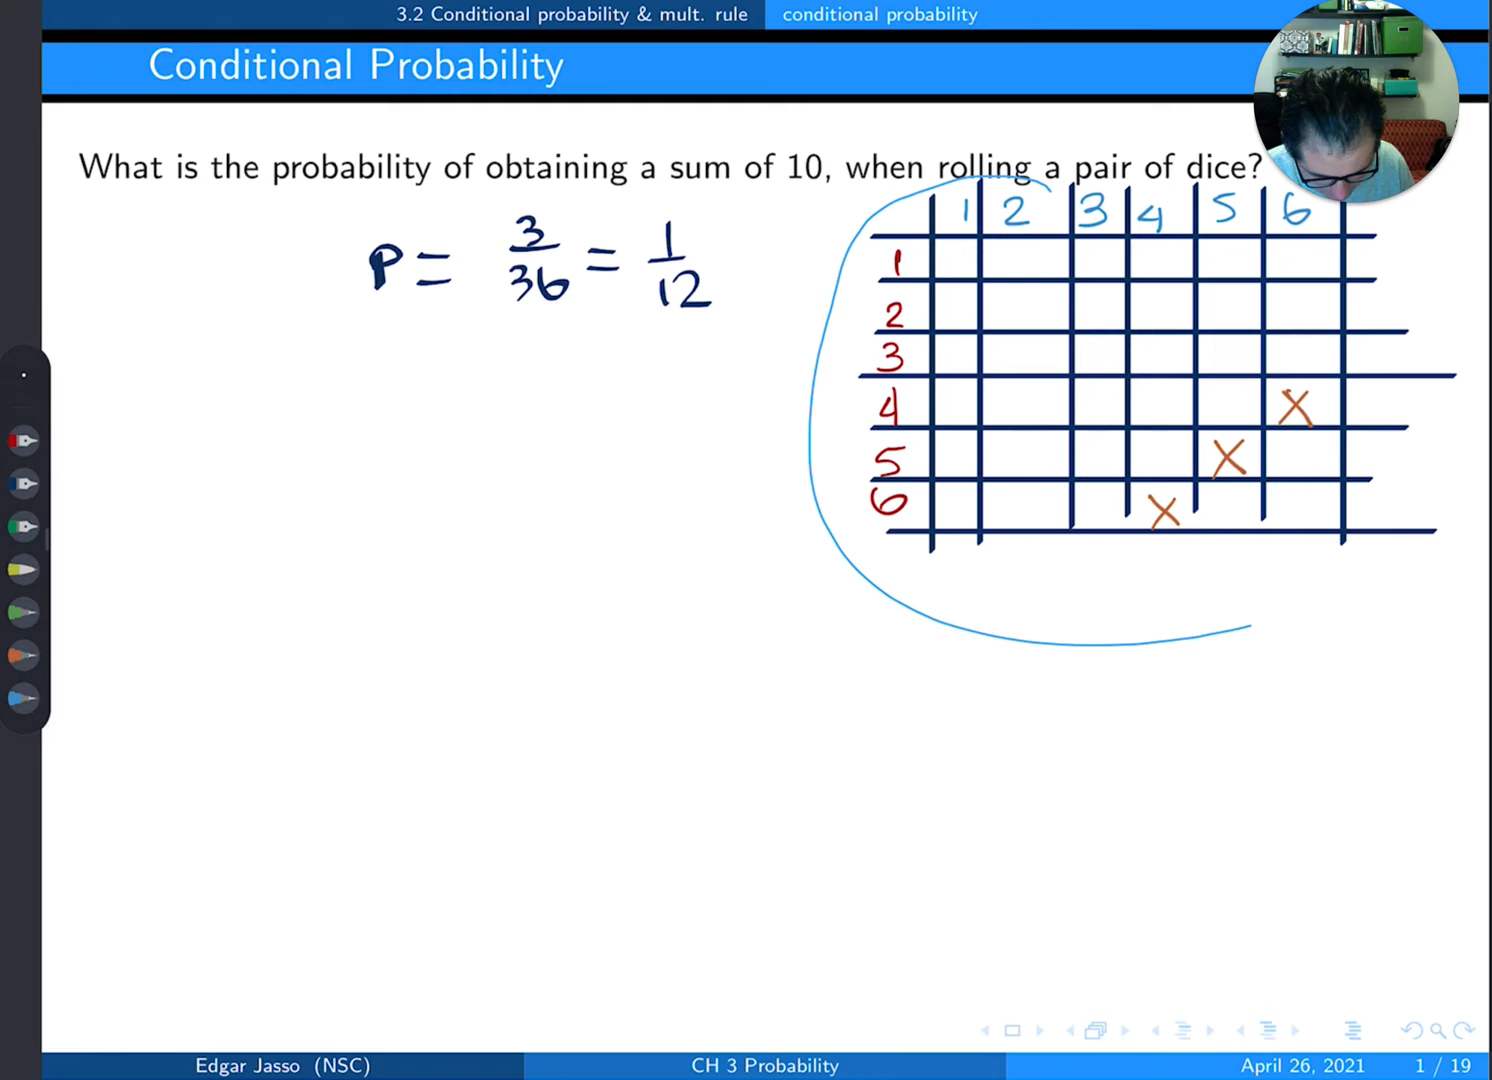 3.2 Conditional probability & mult. rule conditional probability
Conditional Probability
What is the probability of obtaining a sum of 10, when rolling a pair of dice?
P = 3/36 = 1/12
1 2 3 4 5 6
1
2
3
4 X
5 X
6 X
Edgar Jasso (NSC) CH 3 Probability April 26, 2021 1 / 19